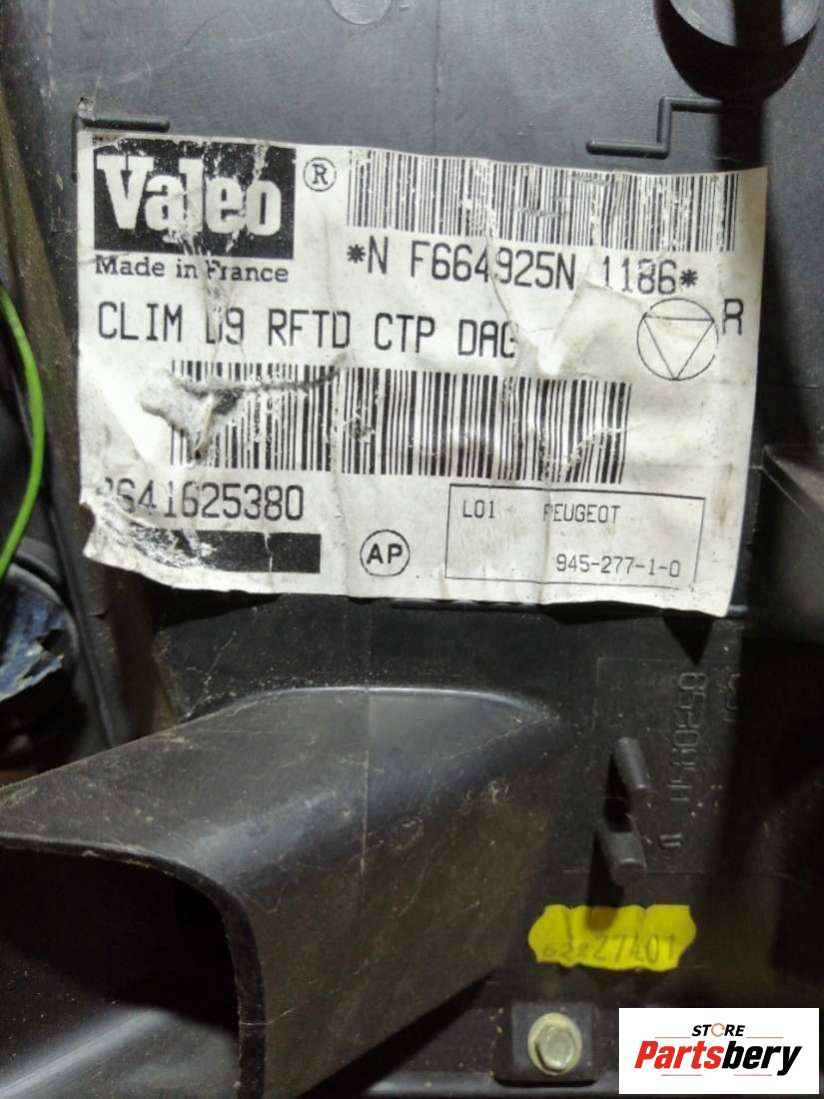 Valeo ®
Made in France
*N F664925N 1186*
CLIM D9 RFTD CTP DAG
R
641625380
AP
L01 PEUGEOT
945-277-1-0
27401
STORE
Partsbery